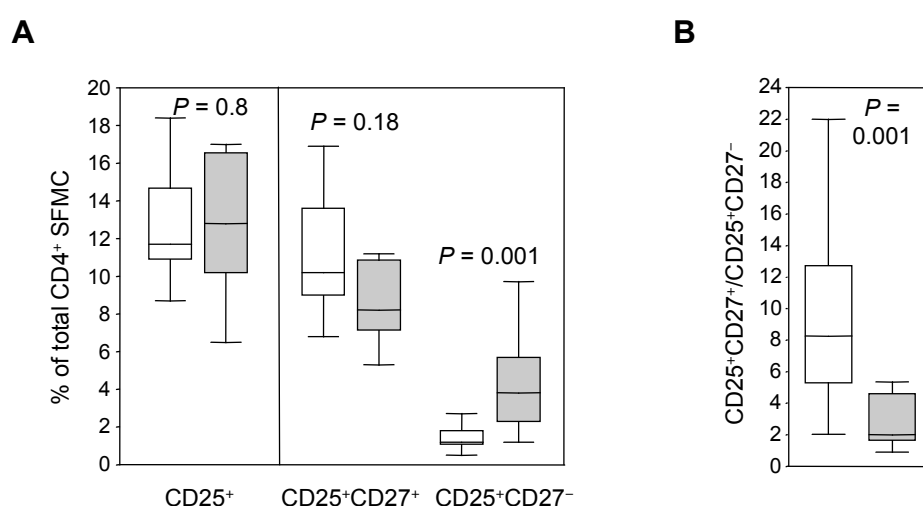 A
B
% of total CD4⁺ SFMC
20
18
16
14
12
10
8
6
4
2
0
P = 0.8
P = 0.18
P = 0.001
CD25⁺
CD25⁺CD27⁺
CD25⁺CD27⁻
CD25⁺CD27⁺/CD25⁺CD27⁻
24
22
20
18
16
14
12
10
8
6
4
2
0
P =
0.001